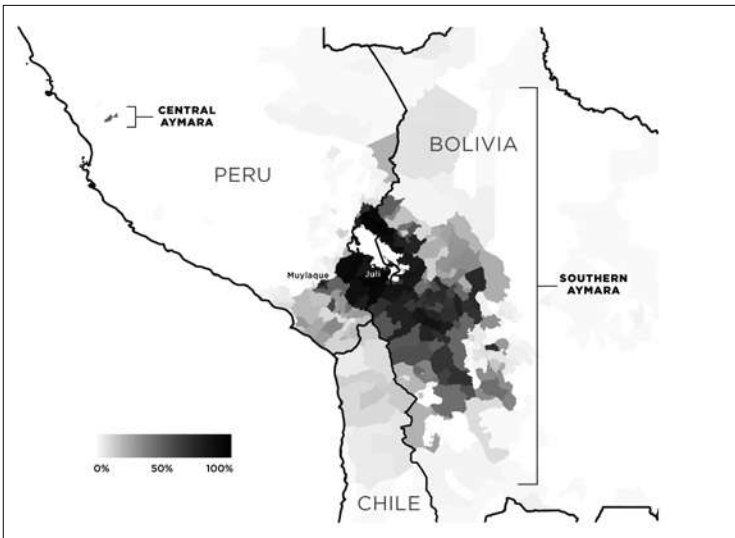 CENTRAL
AYMARA
BOLIVIA
PERU
Muylaque
Juli
SOUTHERN
AYMARA
0%
50%
100%
CHILE